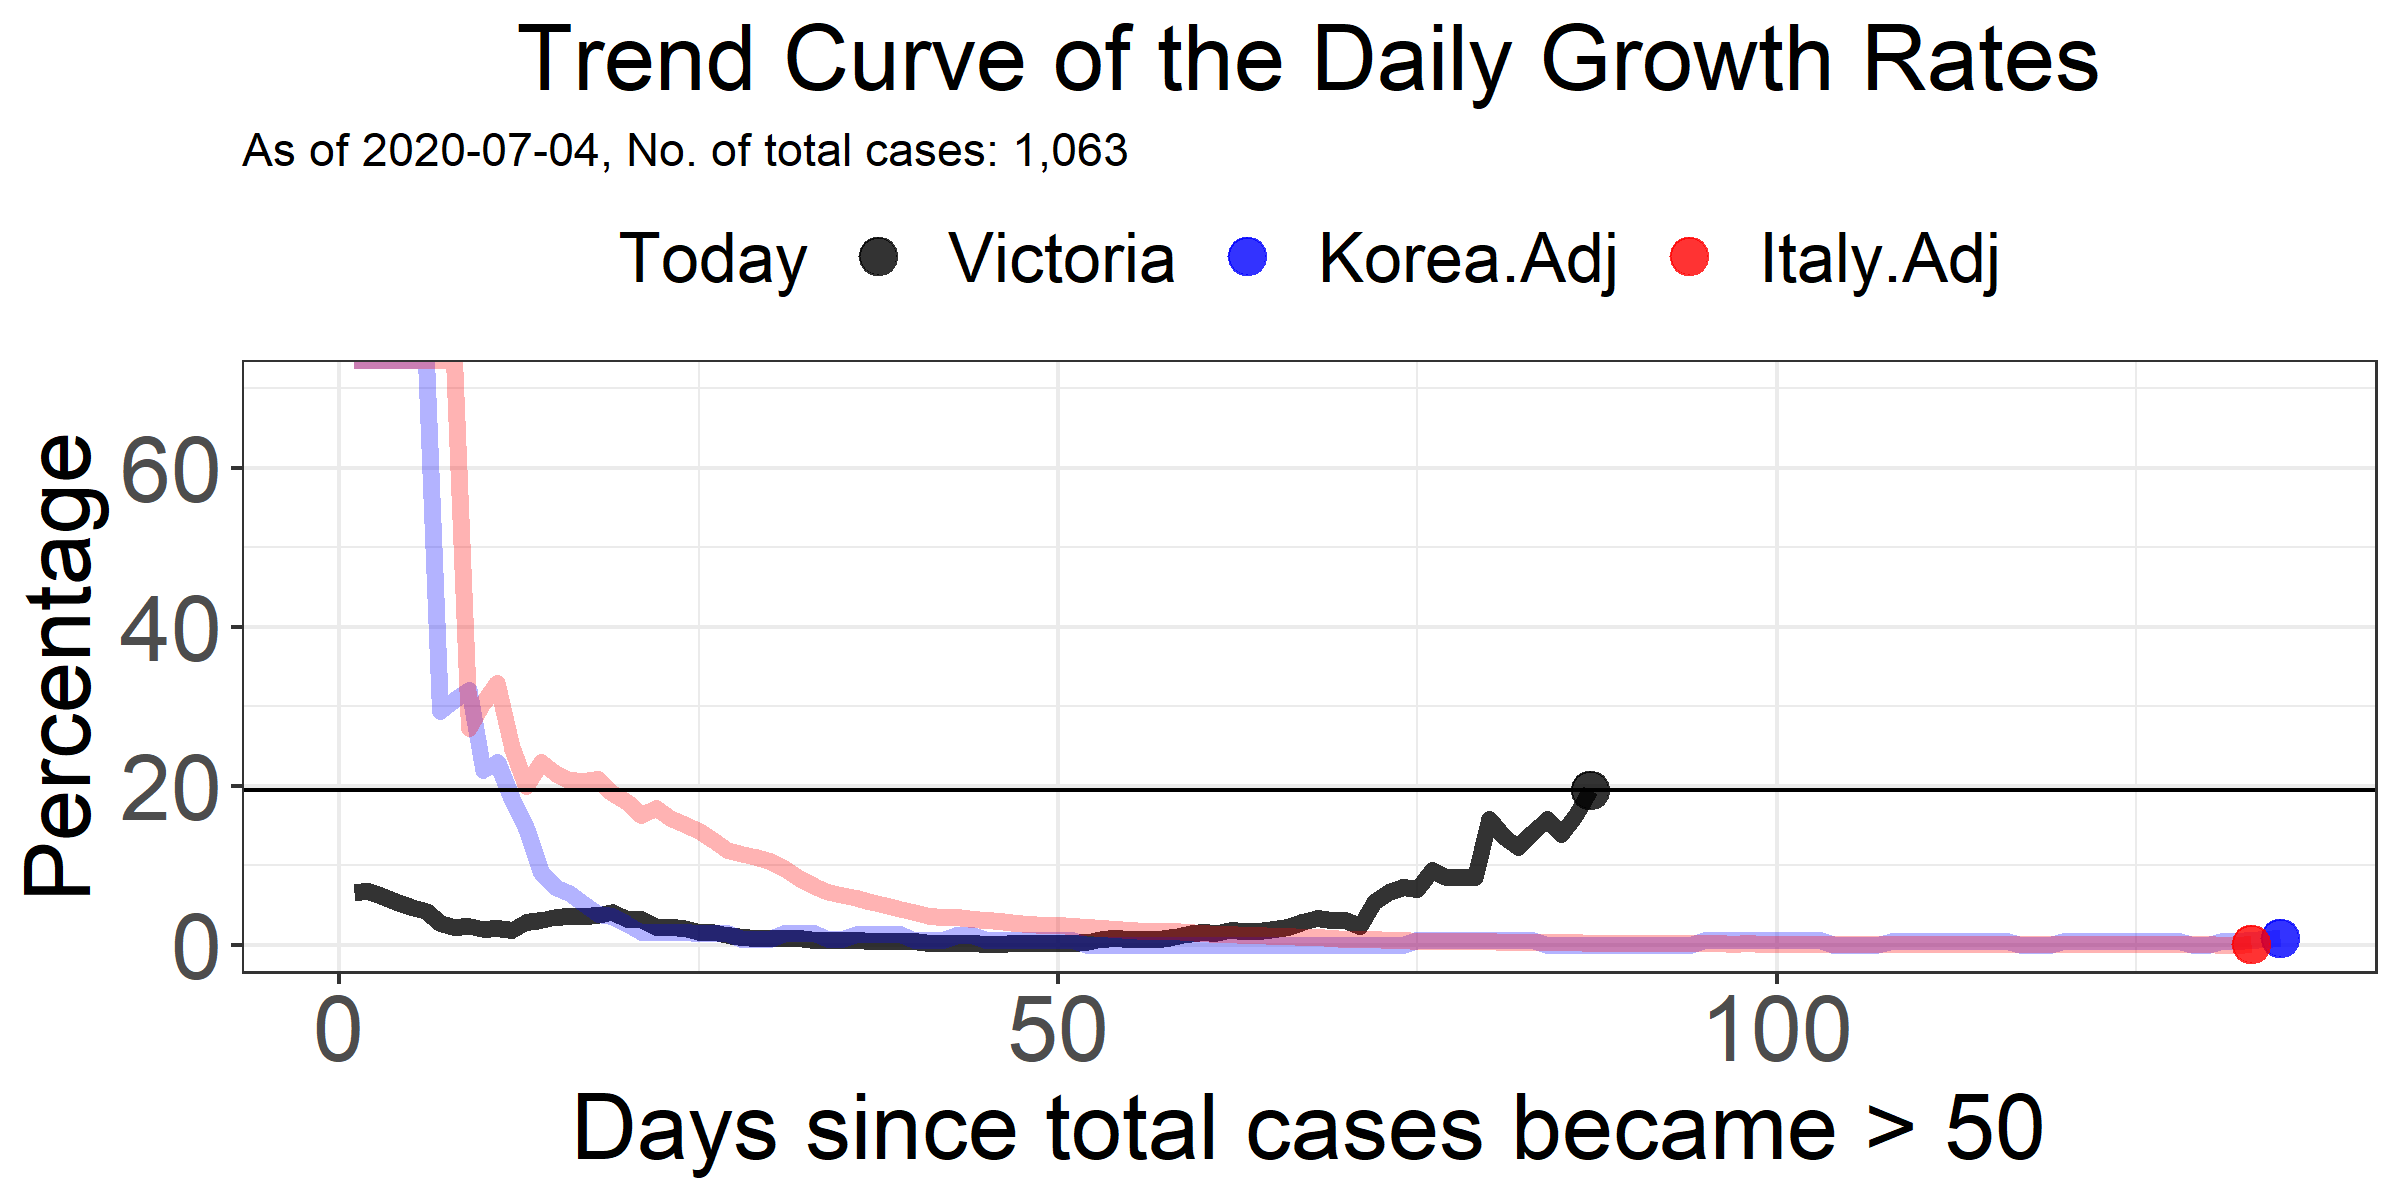 Trend Curve of the Daily Growth Rates
As of 2020-07-04, No. of total cases: 1,063
Today Victoria Korea.Adj Italy.Adj
Percentage
60
40
20
0
0 50 100
Days since total cases became > 50